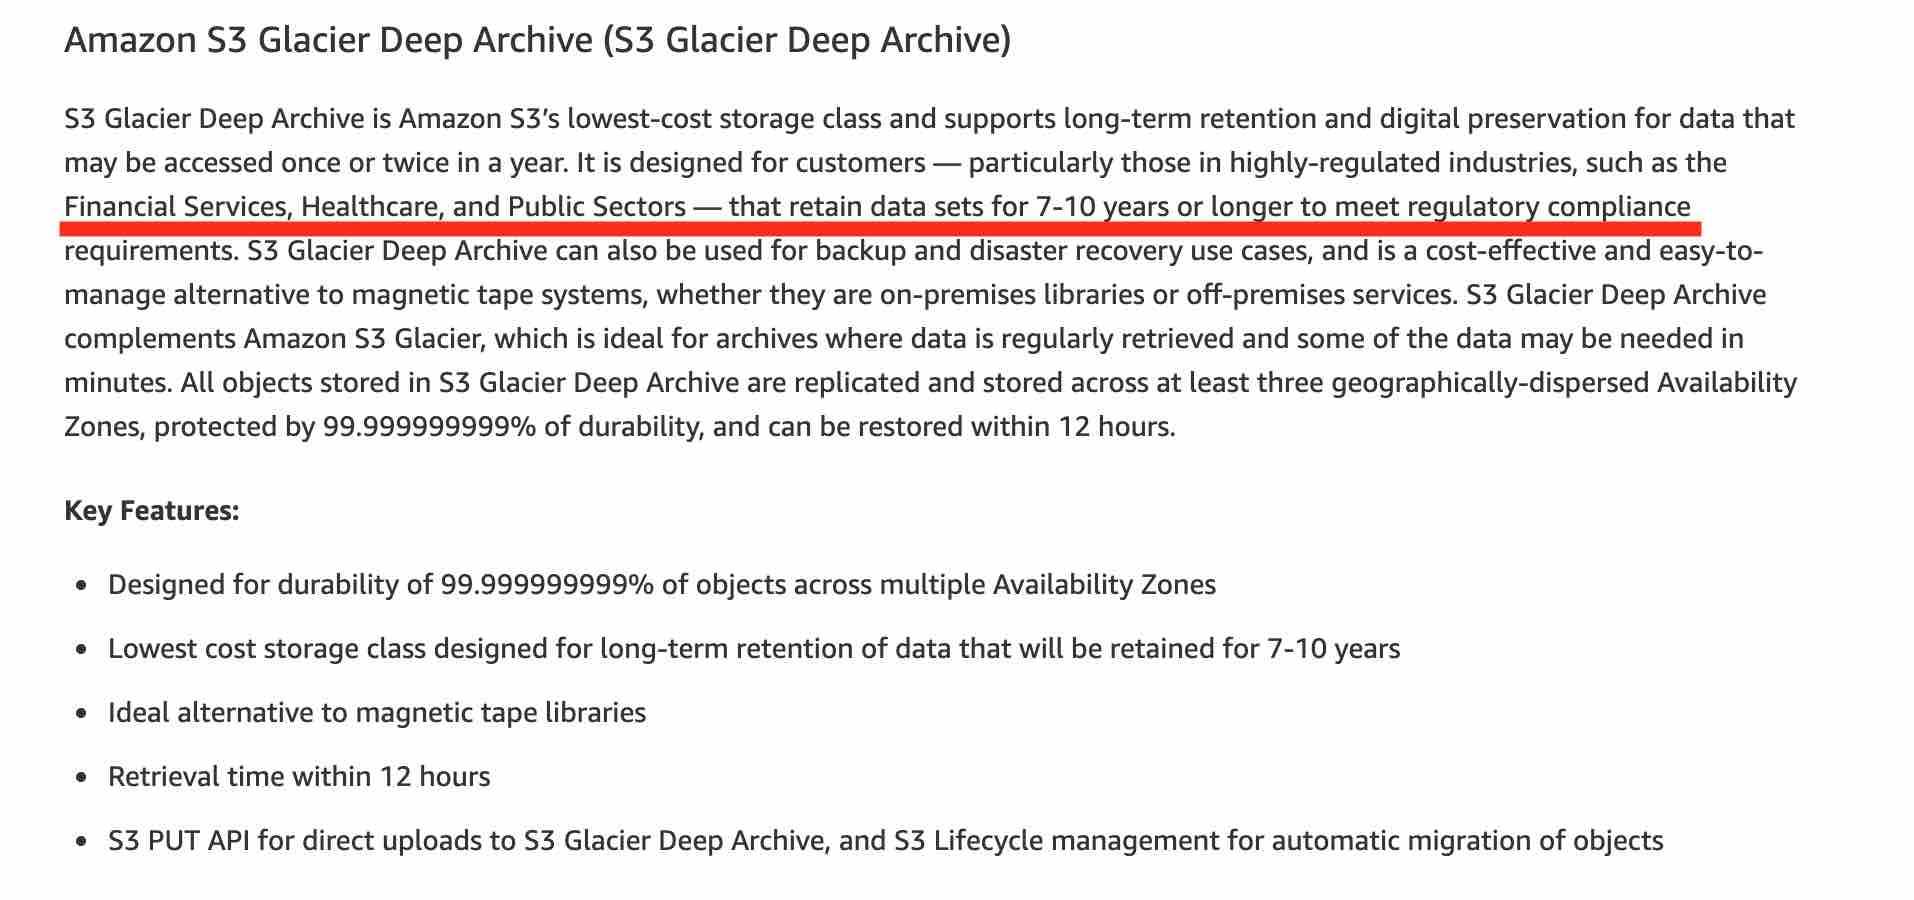 Amazon S3 Glacier Deep Archive (S3 Glacier Deep Archive)
S3 Glacier Deep Archive is Amazon S3’s lowest-cost storage class and supports long-term retention and digital preservation for data that
may be accessed once or twice in a year. It is designed for customers — particularly those in highly-regulated industries, such as the
Financial Services, Healthcare, and Public Sectors — that retain data sets for 7-10 years or longer to meet regulatory compliance
requirements. S3 Glacier Deep Archive can also be used for backup and disaster recovery use cases, and is a cost-effective and easy-to-
manage alternative to magnetic tape systems, whether they are on-premises libraries or off-premises services. S3 Glacier Deep Archive
complements Amazon S3 Glacier, which is ideal for archives where data is regularly retrieved and some of the data may be needed in
minutes. All objects stored in S3 Glacier Deep Archive are replicated and stored across at least three geographically-dispersed Availability
Zones, protected by 99.999999999% of durability, and can be restored within 12 hours.
Key Features:
• Designed for durability of 99.999999999% of objects across multiple Availability Zones
• Lowest cost storage class designed for long-term retention of data that will be retained for 7-10 years
• Ideal alternative to magnetic tape libraries
• Retrieval time within 12 hours
• S3 PUT API for direct uploads to S3 Glacier Deep Archive, and S3 Lifecycle management for automatic migration of objects